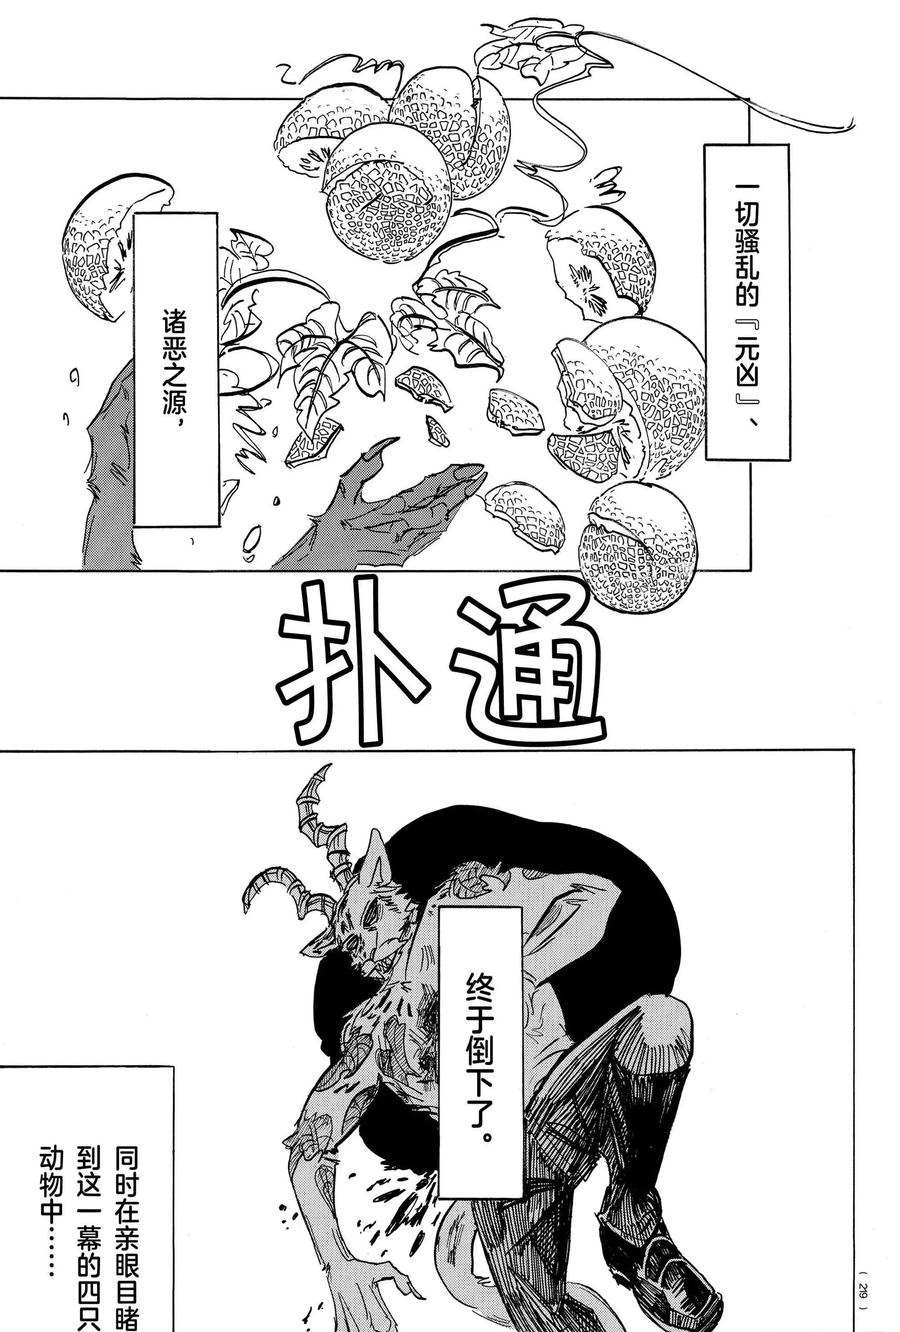 一切骚乱的『元凶』、
诸恶之源，
扑通
终于倒下了。
同时在亲眼目睹
到这一幕的四只
动物中……
( 219 )